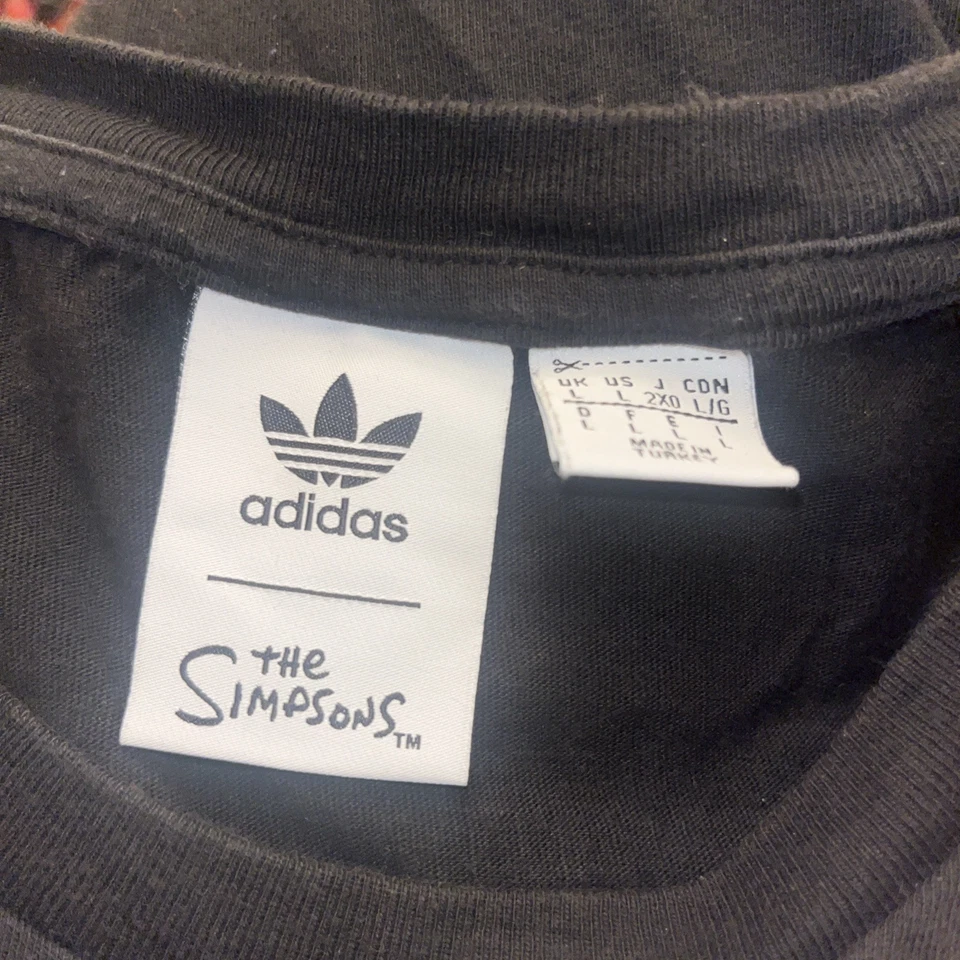 adidas
THE
SIMPSONS
TM
UK US J CDN
L L 2XO L/G
D F E I
L L L L
MADE IN
TURKEY